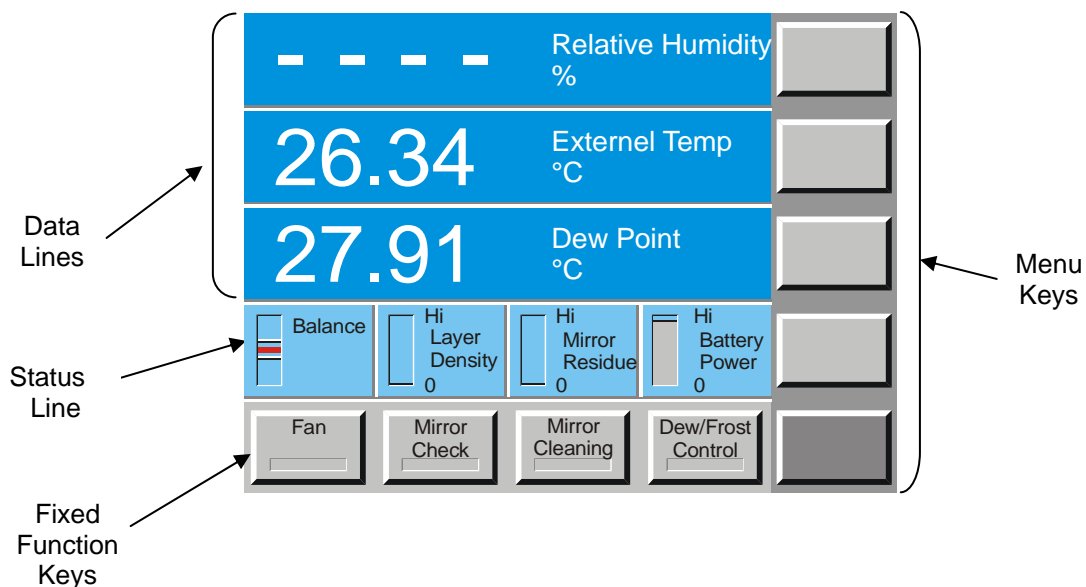 - - - -
Relative Humidity
%
26.34
Externel Temp
°C
27.91
Dew Point
°C
Data
Lines
Menu
Keys
Balance
Hi
Layer
Density
0
Hi
Mirror
Residue
0
Hi
Battery
Power
0
Status
Line
Fan
Mirror
Check
Mirror
Cleaning
Dew/Frost
Control
Fixed
Function
Keys